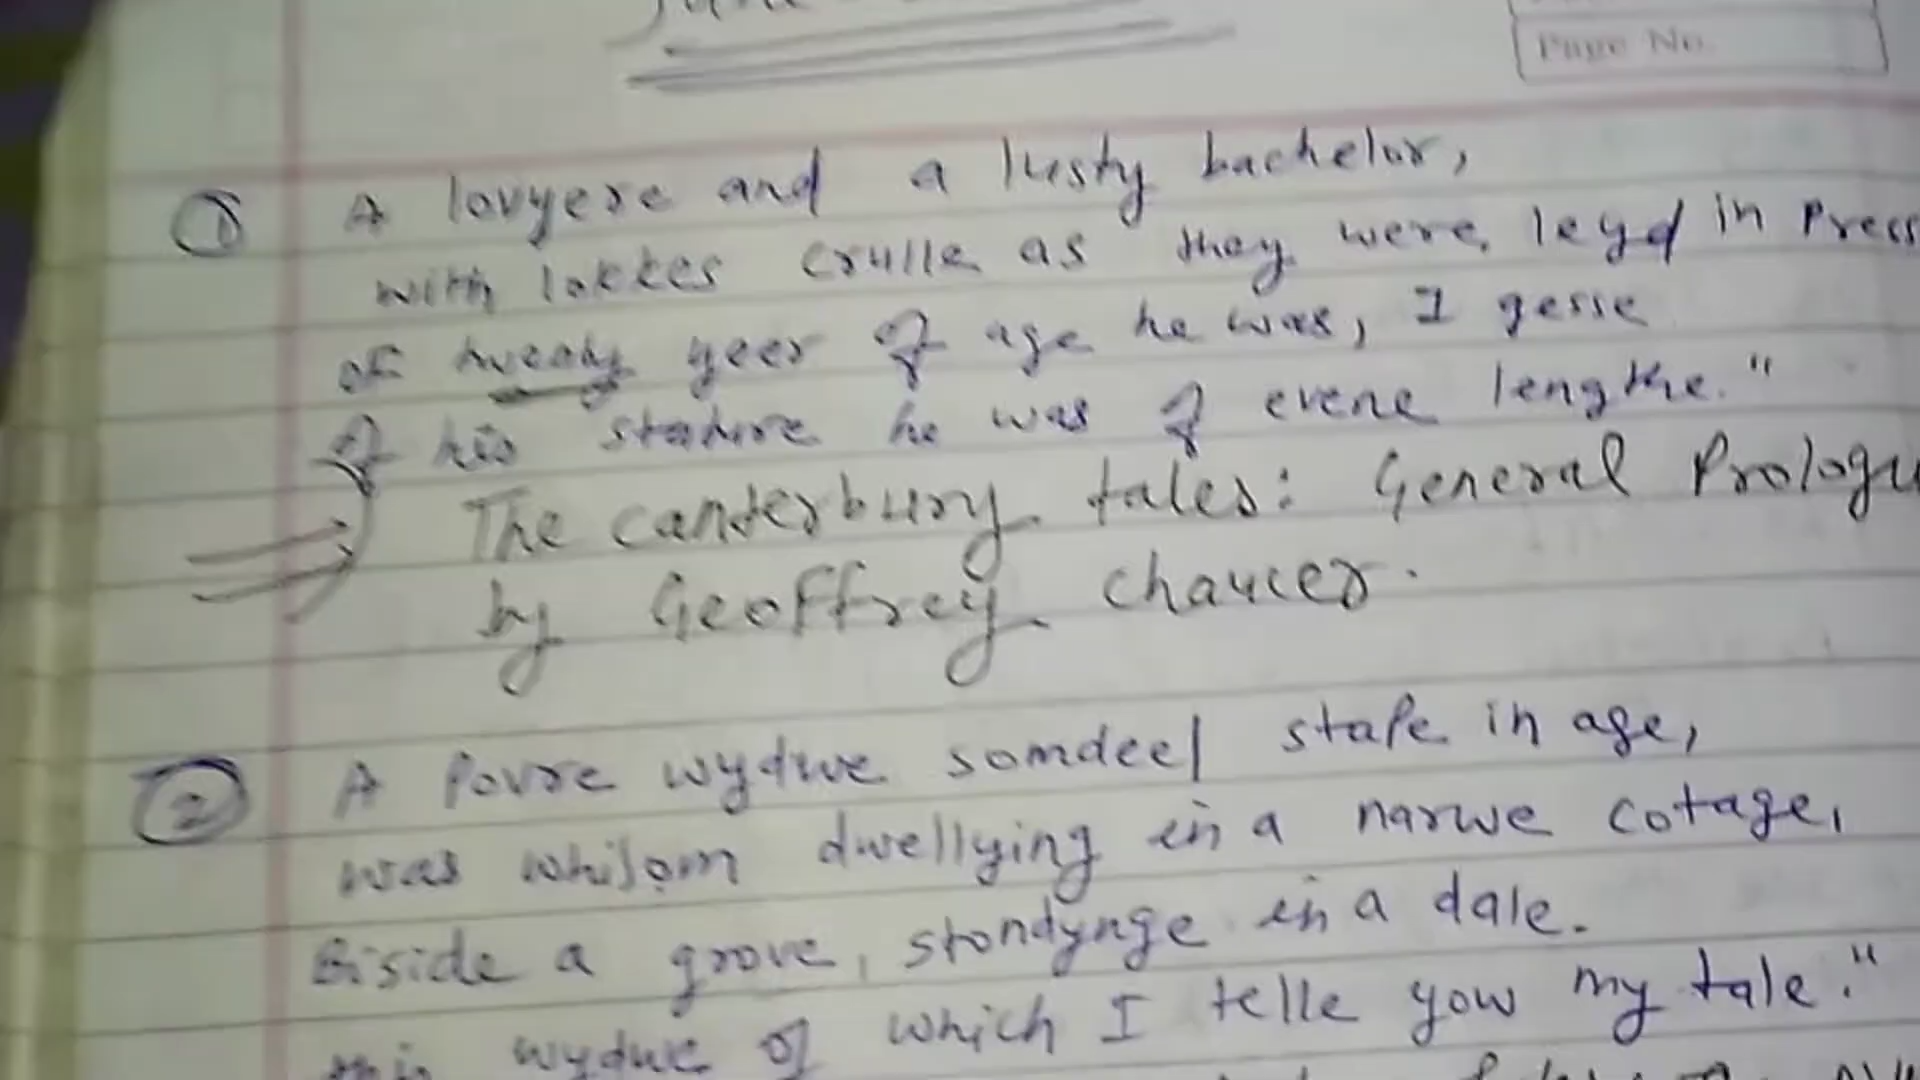 Page No.
① A lovyere and a lusty bachelor,
with lokkes crulle as they were leyd in Press
of twenty yeer of age he was, I gesse
of his stature he was of evene lengthe."
The canterbury tales: General Prologu
by Geoffrey chaucer.
② A Povre wydwe somdeel stape in age,
was whilom dwellying in a narwe cotage,
Biside a grove, stondynge in a dale.
this wydwe of which I telle yow my tale."